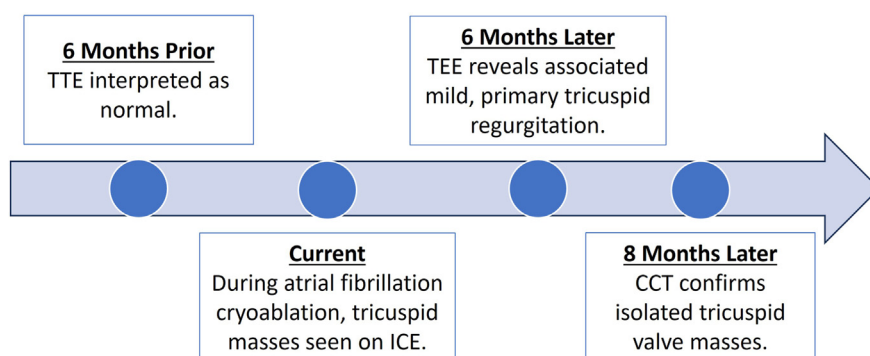 6 Months Prior
TTE interpreted as
normal.
Current
During atrial fibrillation
cryoablation, tricuspid
masses seen on ICE.
6 Months Later
TEE reveals associated
mild, primary tricuspid
regurgitation.
8 Months Later
CCT confirms
isolated tricuspid
valve masses.